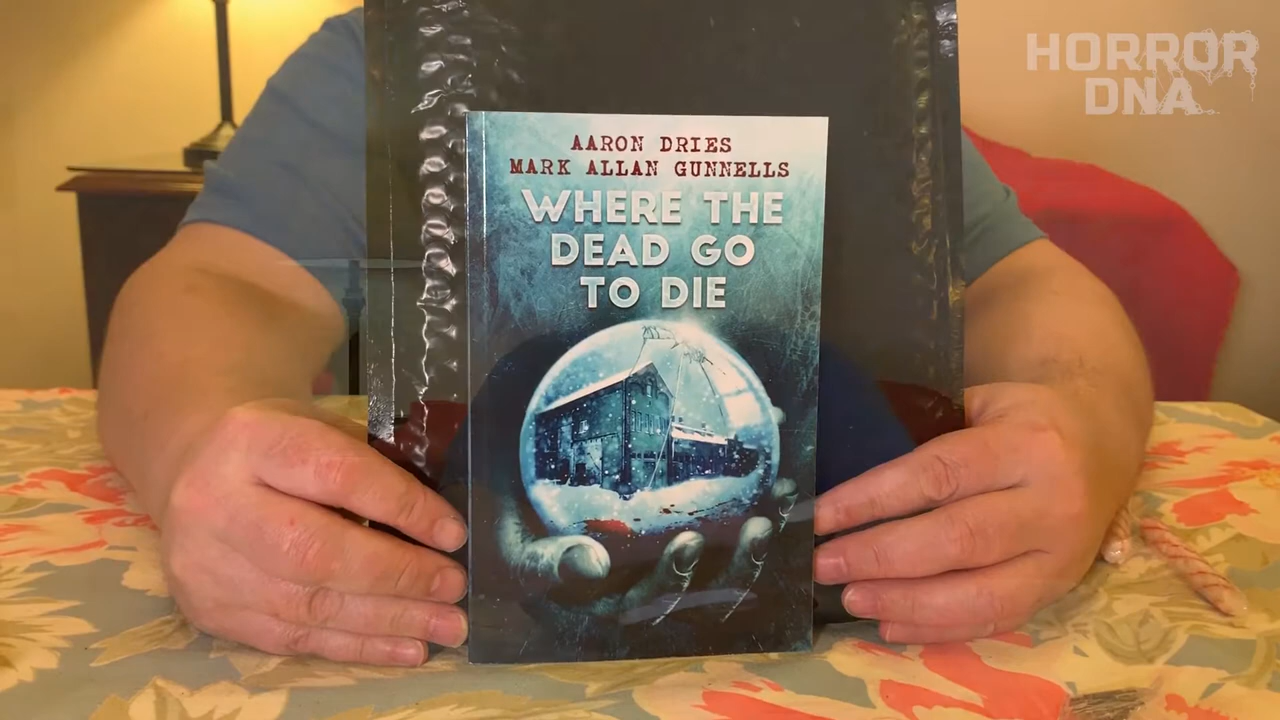 HORROR
DNA
AARON DRIES
MARK ALLAN GUNNELLS
WHERE THE
DEAD GO
TO DIE